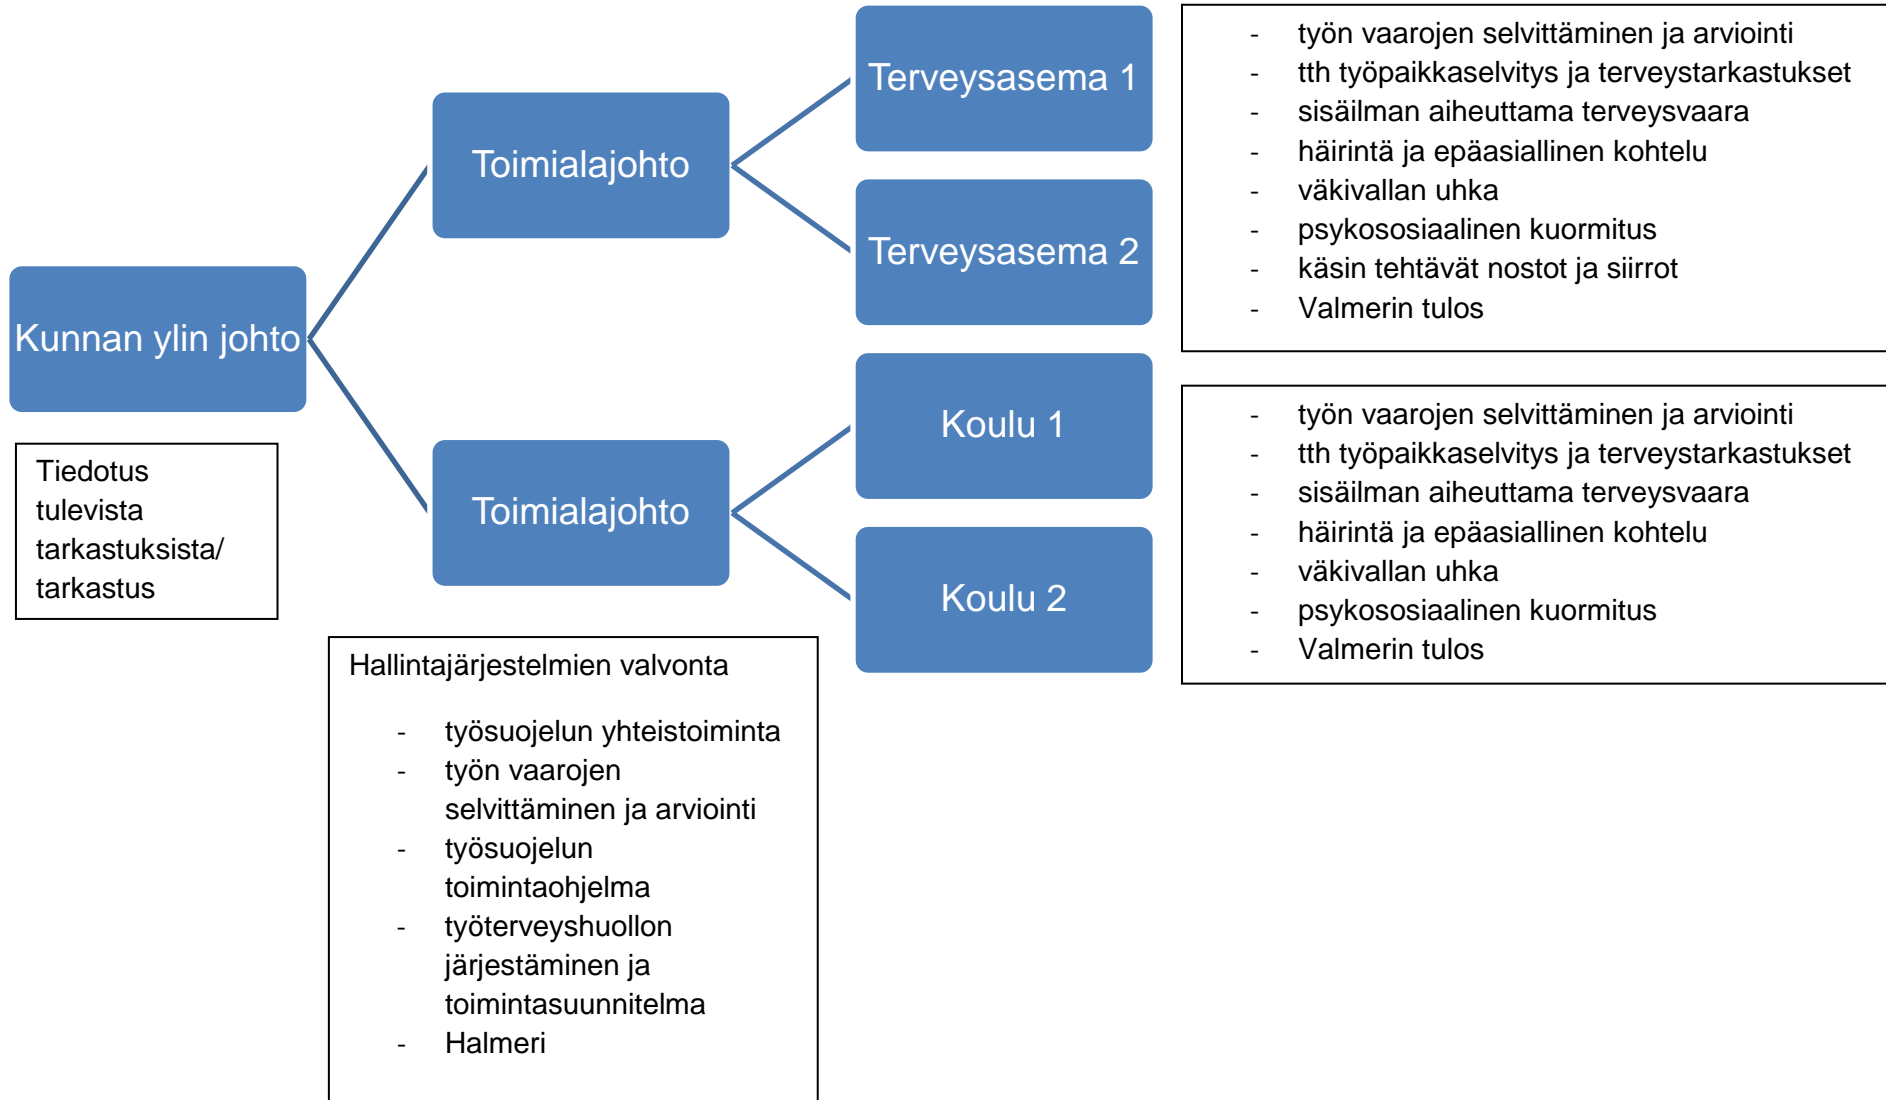 Kunnan ylin johto
Tiedotus
tulevista
tarkastuksista/
tarkastus
Toimialajohto
Toimialajohto
Hallintajärjestelmien valvonta
- työsuojelun yhteistoiminta
- työn vaarojen
selvittäminen ja arviointi
- työsuojelun
toimintaohjelma
- työterveyshuollon
järjestäminen ja
toimintasuunnitelma
- Halmeri
Terveysasema 1
Terveysasema 2
Koulu 1
Koulu 2
- työn vaarojen selvittäminen ja arviointi
- tth työpaikkaselvitys ja terveystarkastukset
- sisäilman aiheuttama terveysvaara
- häirintä ja epäasiallinen kohtelu
- väkivallan uhka
- psykososiaalinen kuormitus
- käsin tehtävät nostot ja siirrot
- Valmerin tulos
- työn vaarojen selvittäminen ja arviointi
- tth työpaikkaselvitys ja terveystarkastukset
- sisäilman aiheuttama terveysvaara
- häirintä ja epäasiallinen kohtelu
- väkivallan uhka
- psykososiaalinen kuormitus
- Valmerin tulos